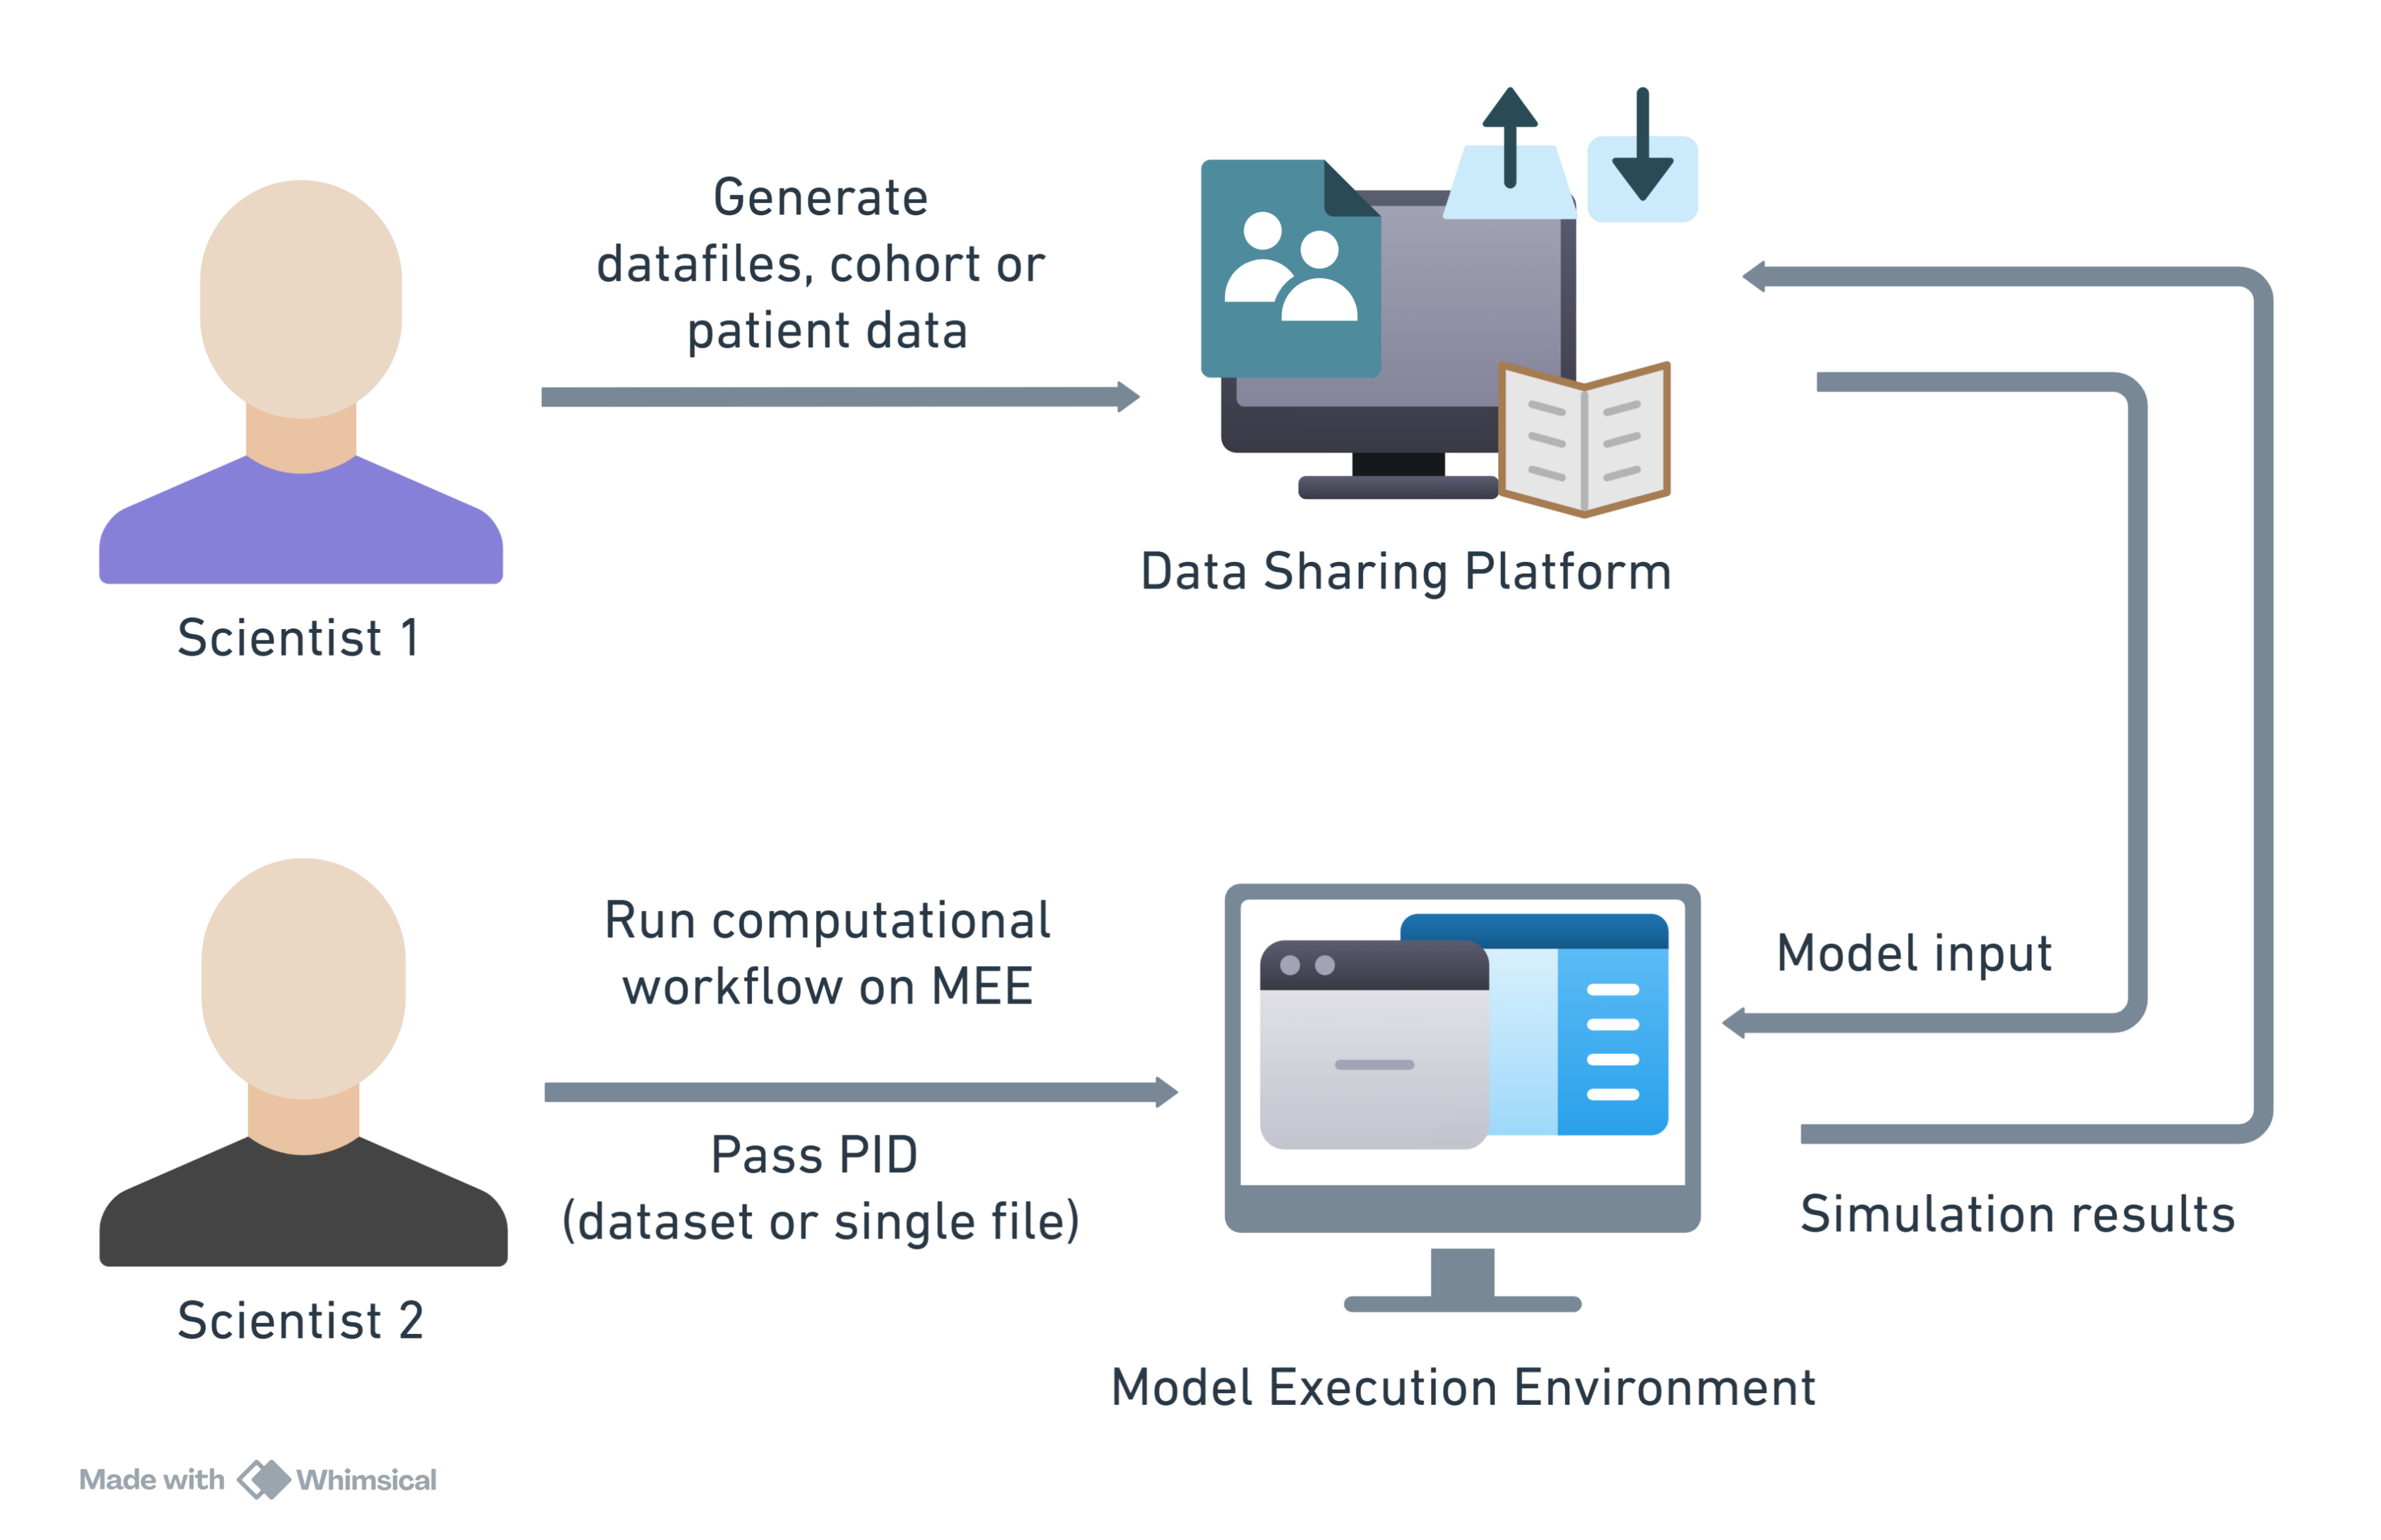 Generate
datafiles, cohort or
patient data
Scientist 1
Data Sharing Platform
Run computational
workflow on MEE
Pass PID
(dataset or single file)
Scientist 2
Model input
Simulation results
Model Execution Environment
Made with Whimsical